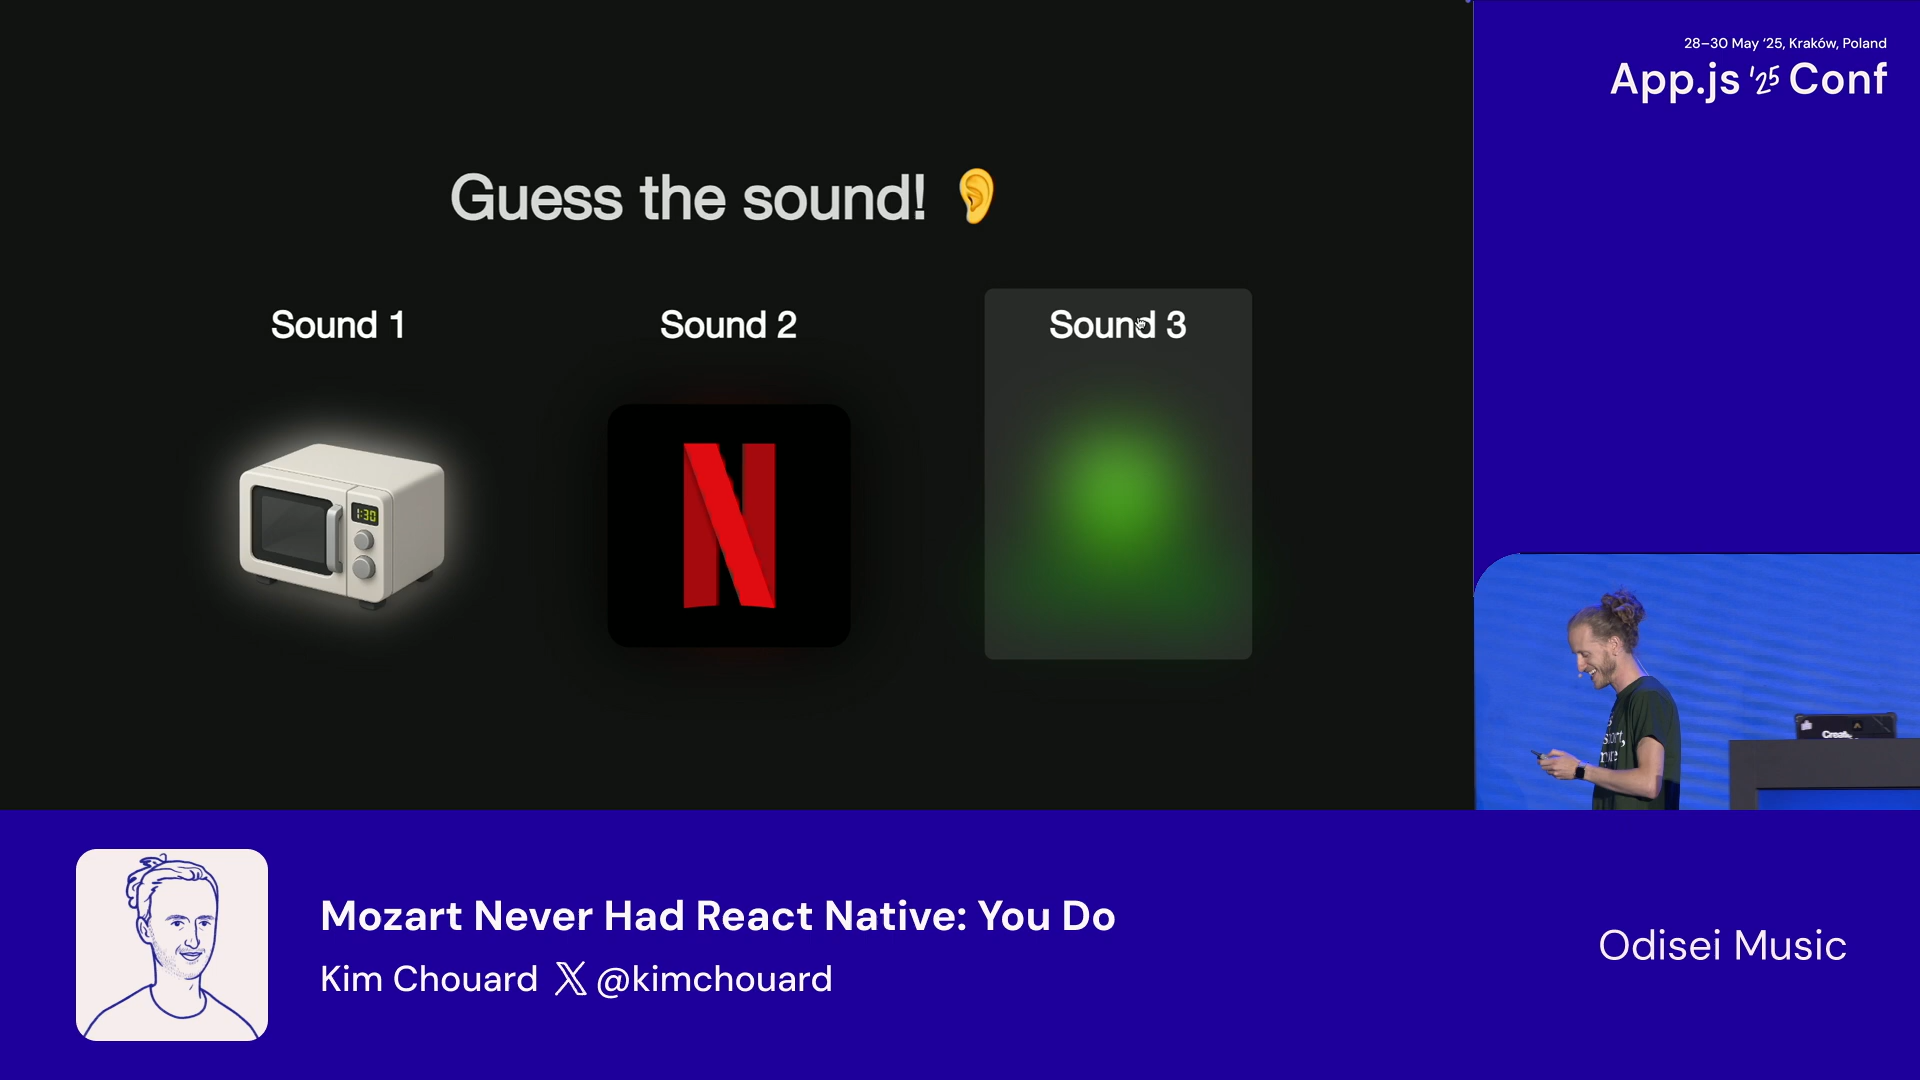 28–30 May ‘25, Kraków, Poland
App.js ‘25 Conf
Guess the sound! 👂
Sound 1
Sound 2
Sound 3
1:30
N
Mozart Never Had React Native: You Do
Kim Chouard 𝕏 @kimchouard
Odisei Music